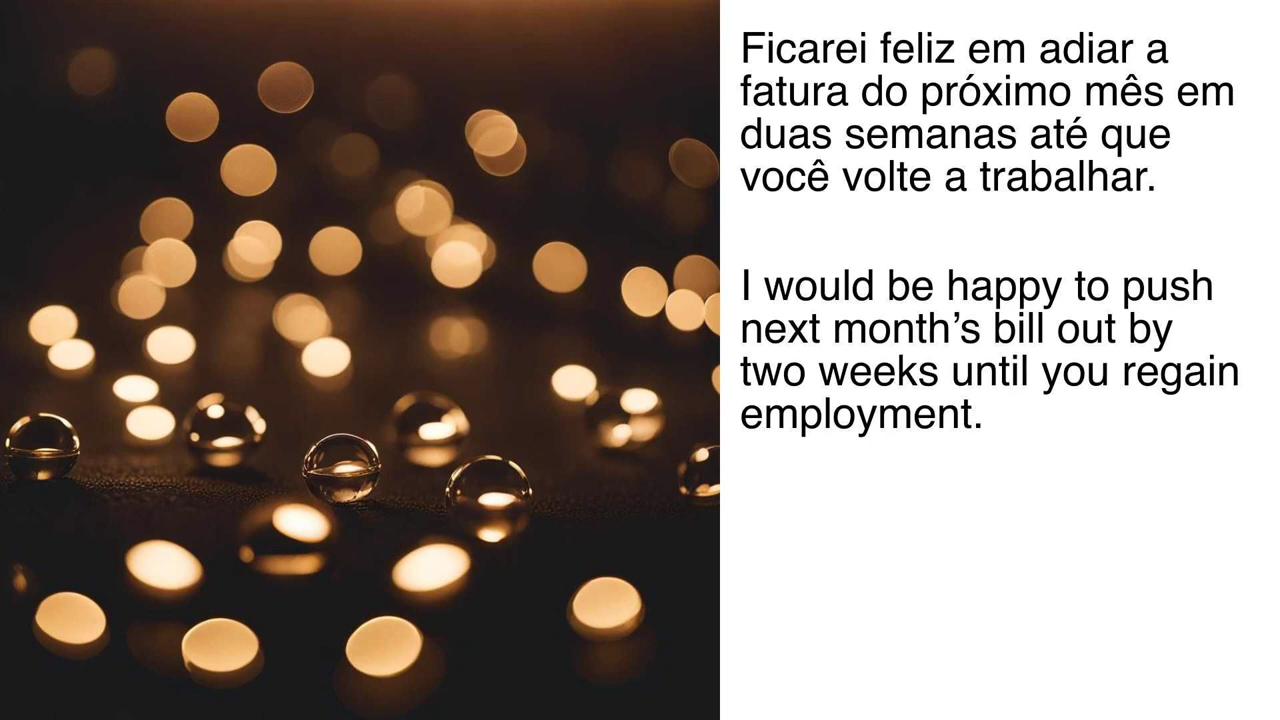 Ficarei feliz em adiar a
fatura do próximo mês em
duas semanas até que
você volte a trabalhar.
I would be happy to push
next month’s bill out by
two weeks until you regain
employment.